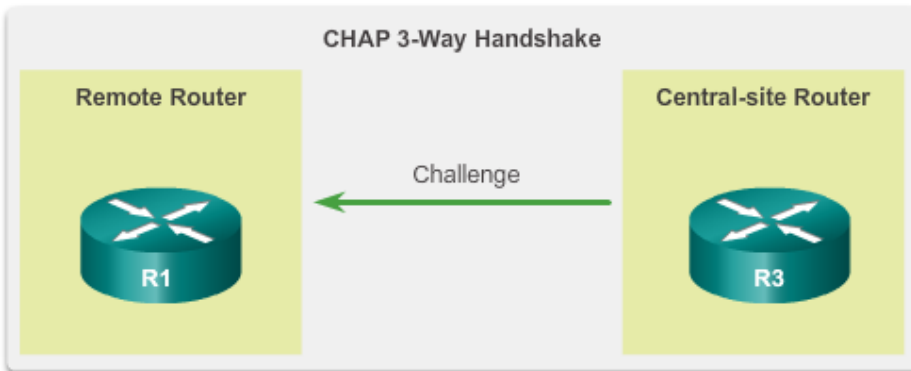 CHAP 3-Way Handshake
Remote Router
Central-site Router
Challenge
R1
R3